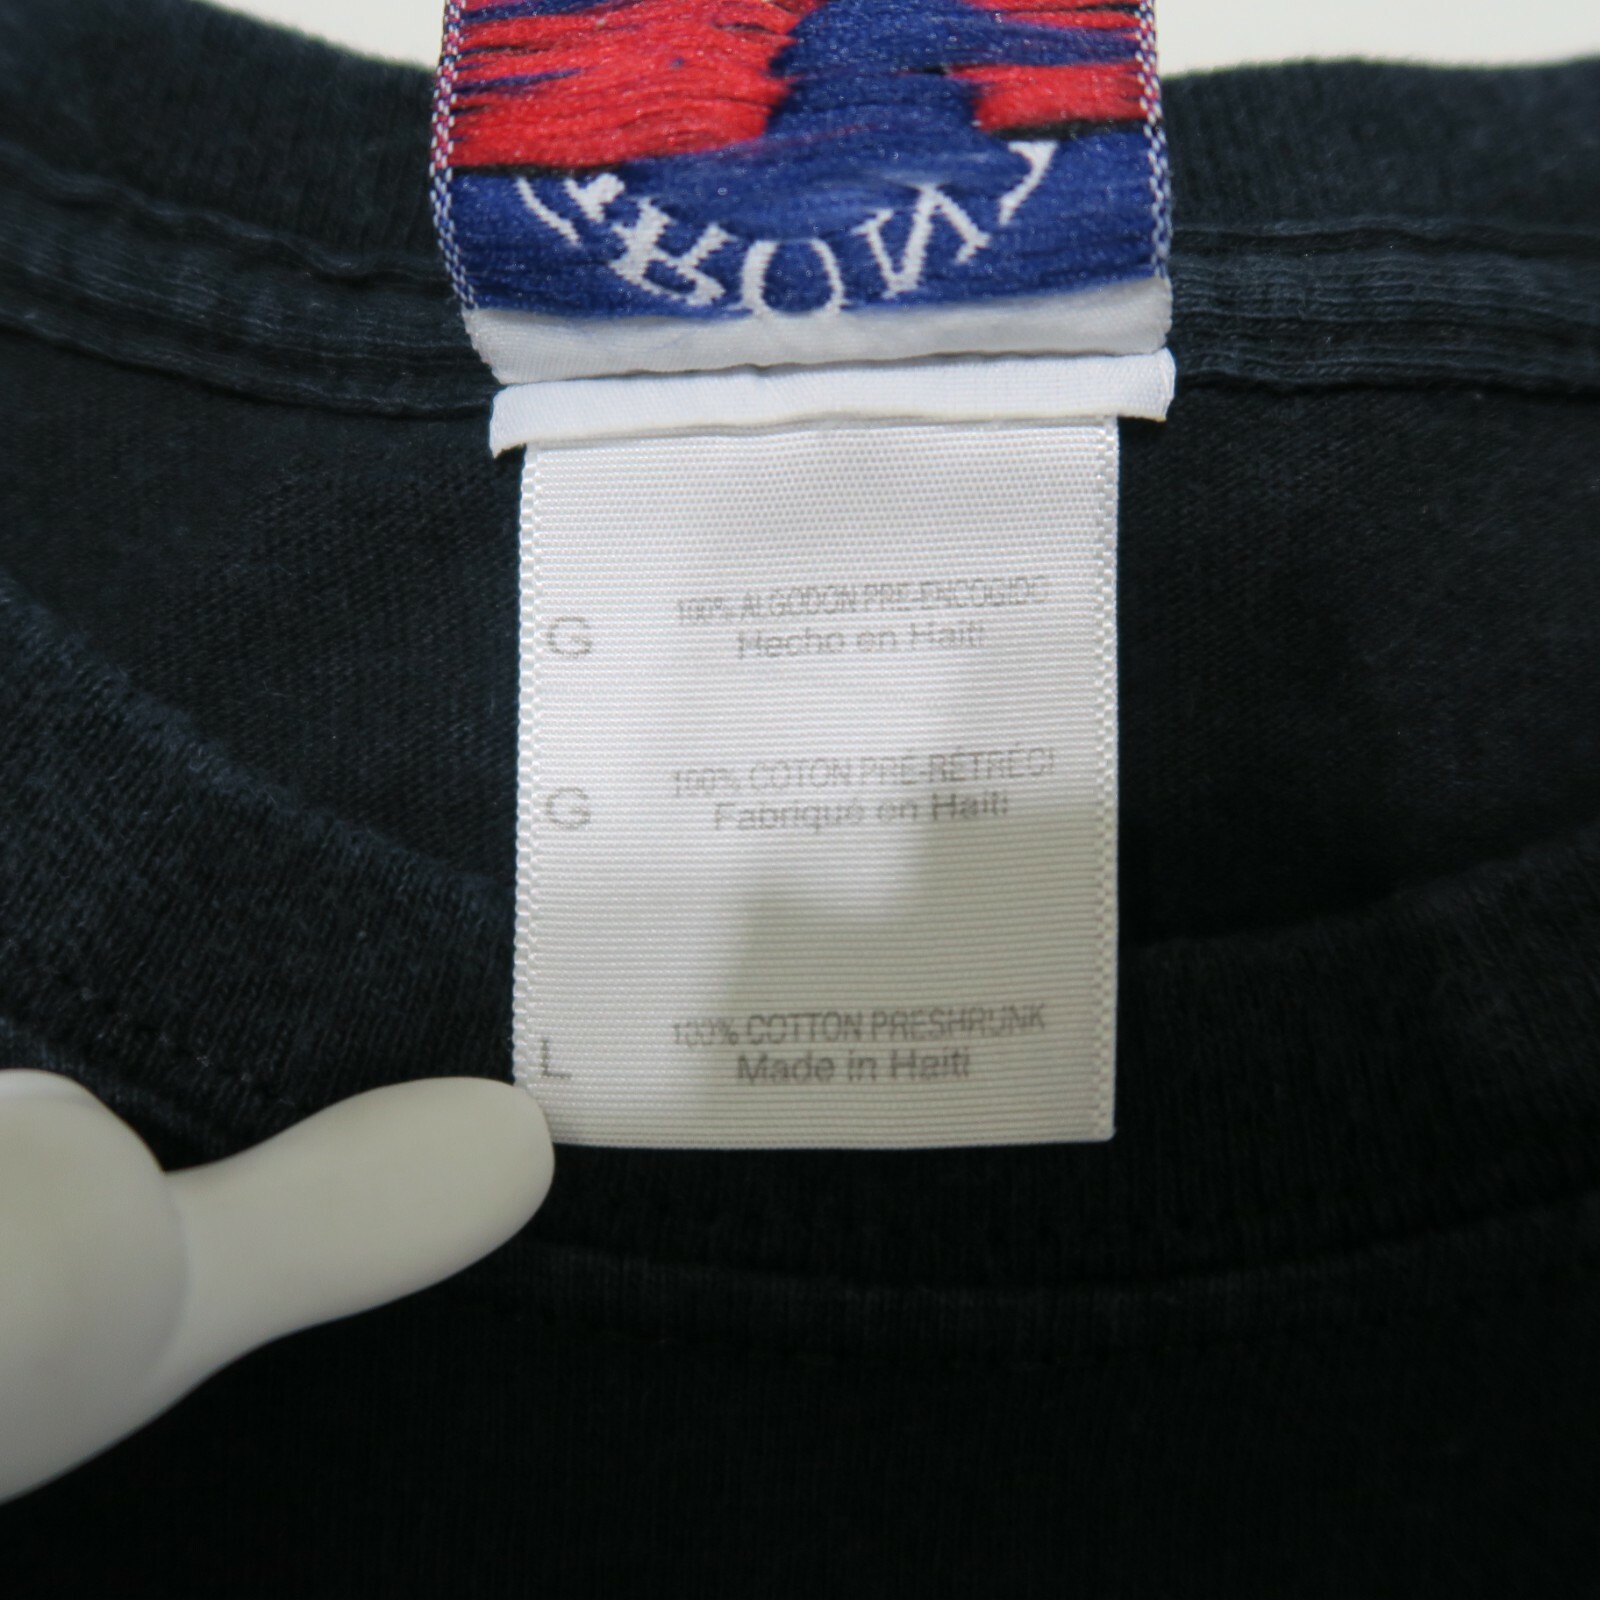 G 100% ALGODON PRE-ENCOGIDO
Hecho en Haiti
G 100% COTON PRÉ-RÉTRÉCI
Fabriqué en Haïti
L 100% COTTON PRESHRUNK
Made in Haiti